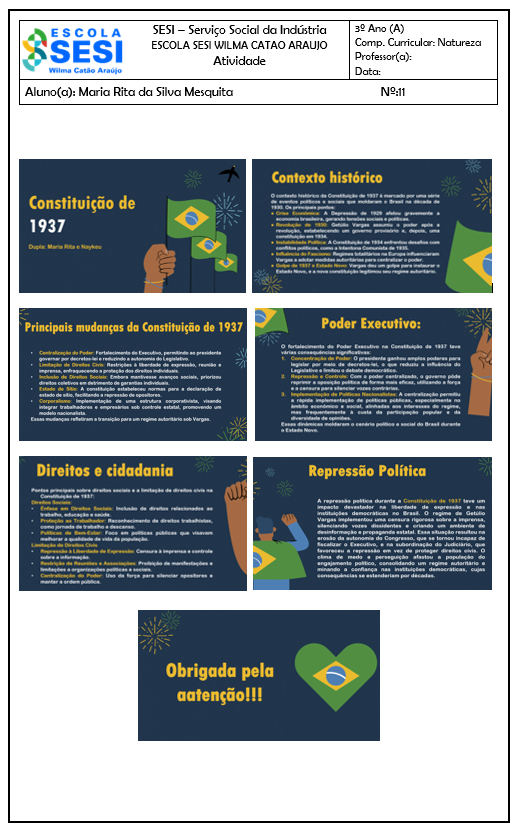 ESCOLA
SESI
Wilma Catão Araújo
SESI – Serviço Social da Indústria
ESCOLA SESI WILMA CATAO ARAUJO
Atividade
3º Ano (A)
Comp. Curricular: Natureza
Professor(a):
Data:
Aluno(a): Maria Rita da Silva Mesquita Nº:11
Constituição de
1937
Dupla: Maria Rita e Naykeu
Contexto histórico
O contexto histórico da Constituição de 1937 é marcado por uma série
de eventos políticos e sociais que moldaram o Brasil na década de
1930. Os principais pontos:
• Crise Econômica: A Depressão de 1929 afetou gravemente a
economia brasileira, gerando tensões sociais e políticas.
• Revolução de 1930: Getúlio Vargas assumiu o poder após a
revolução, estabelecendo um governo provisório e, depois, uma
constituição em 1934.
• Instabilidade Política: A Constituição de 1934 enfrentou desafios com
conflitos políticos, como a Intentona Comunista de 1935.
• Influência do Fascismo: Regimes totalitários na Europa influenciaram
Vargas a adotar medidas autoritárias para centralizar o poder.
• Golpe de 1937 e Estado Novo: Vargas deu um golpe para instaurar o
Estado Novo, e a nova constituição legitimou seu regime autoritário.
Principais mudanças da Constituição de 1937
• Centralização do Poder: Fortalecimento do Executivo, permitindo ao presidente
governar por decretos-lei e reduzindo a autonomia do Legislativo.
• Limitação de Direitos Civis: Restrições à liberdade de expressão, reunião e
imprensa, enfraquecendo a proteção dos direitos individuais.
• Inclusão de Direitos Sociais: Embora mantivesse avanços sociais, priorizou
direitos coletivos em detrimento de garantias individuais.
• Estado de Sítio: A constituição estabeleceu normas para a declaração de
estado de sítio, facilitando a repressão de opositores.
• Corporativismo: Implementação de uma estrutura corporativista, visando
integrar trabalhadores e empresários sob controle estatal, promovendo um
modelo nacionalista.
Essas mudanças refletiram a transição para um regime autoritário sob Vargas.
Poder Executivo:
O fortalecimento do Poder Executivo na Constituição de 1937 teve
várias consequências significativas:
1. Concentração de Poder: O presidente ganhou amplos poderes para
legislar por meio de decretos-lei, o que reduziu a influência do
Legislativo e limitou o debate democrático.
2. Repressão e Controle: Com o poder centralizado, o governo pôde
reprimir a oposição política de forma mais eficaz, utilizando a força
e a censura para silenciar vozes contrárias.
3. Implementação de Políticas Nacionalistas: A centralização permitiu
a rápida implementação de políticas públicas, especialmente no
âmbito econômico e social, alinhadas aos interesses do regime,
mas frequentemente à custa da participação popular e da
diversidade de opiniões.
Essas dinâmicas moldaram o cenário político e social do Brasil durante
o Estado Novo.
Direitos e cidadania
Pontos principais sobre direitos sociais e a limitação de direitos civis na
Constituição de 1937:
Direitos Sociais:
• Ênfase em Direitos Sociais: Inclusão de direitos relacionados ao
trabalho, educação e saúde.
• Proteção ao Trabalhador: Reconhecimento de direitos trabalhistas,
como jornada de trabalho e descanso.
• Políticas de Bem-Estar: Foco em políticas públicas que visavam
melhorar a qualidade de vida da população.
Limitação de Direitos Civis
• Repressão à Liberdade de Expressão: Censura à imprensa e controle
sobre a informação.
• Restrição de Reuniões e Associações: Proibição de manifestações e
limitações a organizações políticas e sociais.
• Centralização do Poder: Uso da força para silenciar opositores e
manter a ordem pública.
Repressão Política
A repressão política durante a Constituição de 1937 teve um
impacto devastador na liberdade de expressão e nas
instituições democráticas no Brasil. O regime de Getúlio
Vargas implementou uma censura rigorosa sobre a imprensa,
silenciando vozes dissidentes e criando um ambiente de
desinformação e propaganda estatal. Essa situação resultou na
erosão da autonomia do Congresso, que se tornou incapaz de
fiscalizar o Executivo, e na subordinação do Judiciário, que
favoreceu a repressão em vez de proteger direitos civis. O
clima de medo e perseguição afastou a população do
engajamento político, consolidando um regime autoritário e
minando a confiança nas instituições democráticas, cujas
consequências se estenderiam por décadas.
Obrigada pela
aatenção!!!